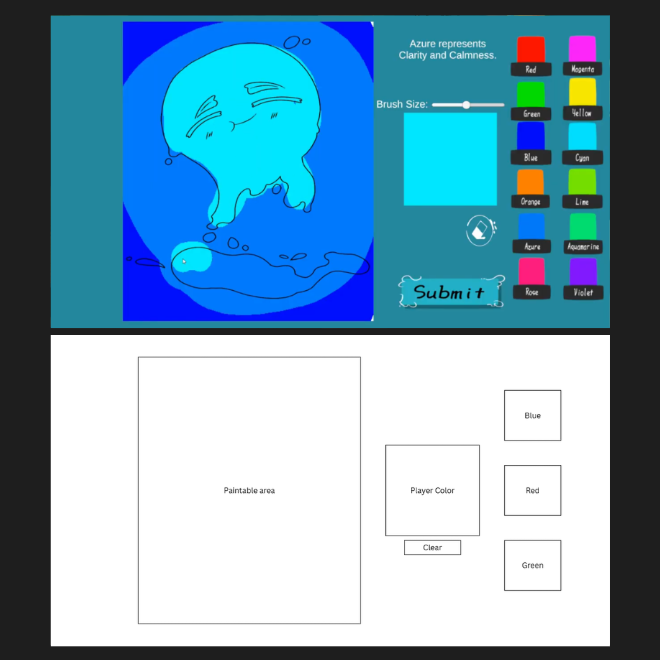 Azure represents
Clarity and Calmness.
Brush Size:
Red
Magenta
Green
Yellow
Blue
Cyan
Orange
Lime
Azure
Aquamarine
Rose
Violet
Submit
Paintable area
Player Color
Clear
Blue
Red
Green